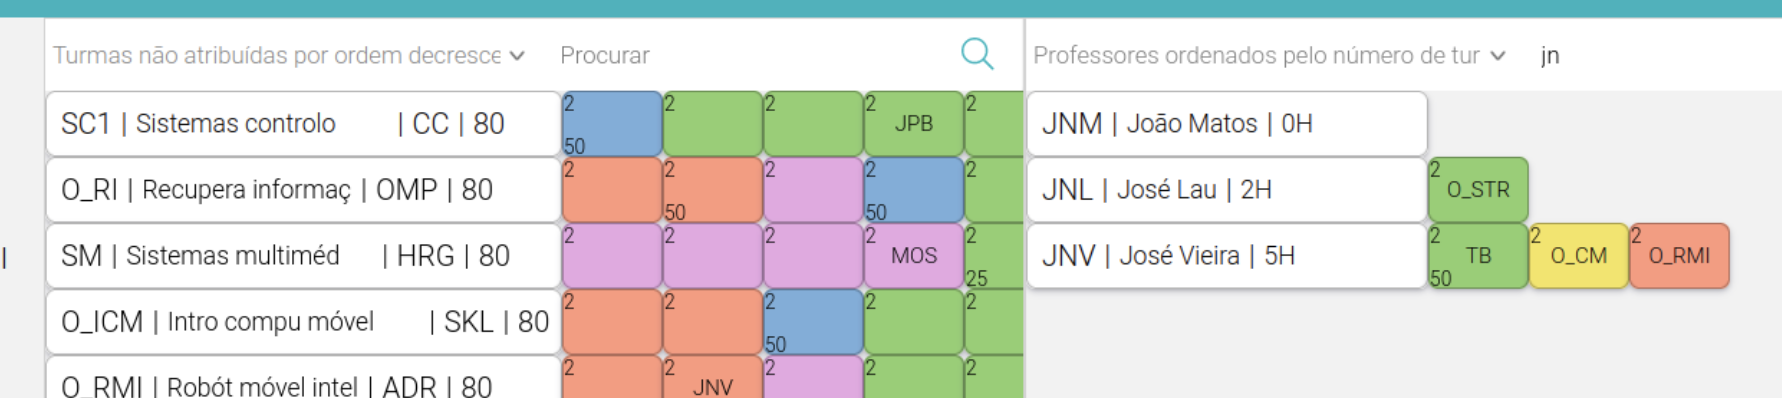 Turmas não atribuídas por ordem decresce Procurar
SC1 | Sistemas controlo | CC | 80 2 50 2 2 2 JPB 2
O_RI | Recupera informaç | OMP | 80 2 2 50 2 2 50 2
SM | Sistemas multiméd | HRG | 80 2 2 2 2 MOS 2 25
O_ICM | Intro compu móvel | SKL | 80 2 2 2 50 2 2
O_RMI | Robót móvel intel | ADR | 80 2 2 JNV 2 2 2
Professores ordenados pelo número de tur jn
JNM | João Matos | 0H
JNL | José Lau | 2H 2 O_STR
JNV | José Vieira | 5H 2 TB 50 2 O_CM 2 O_RMI